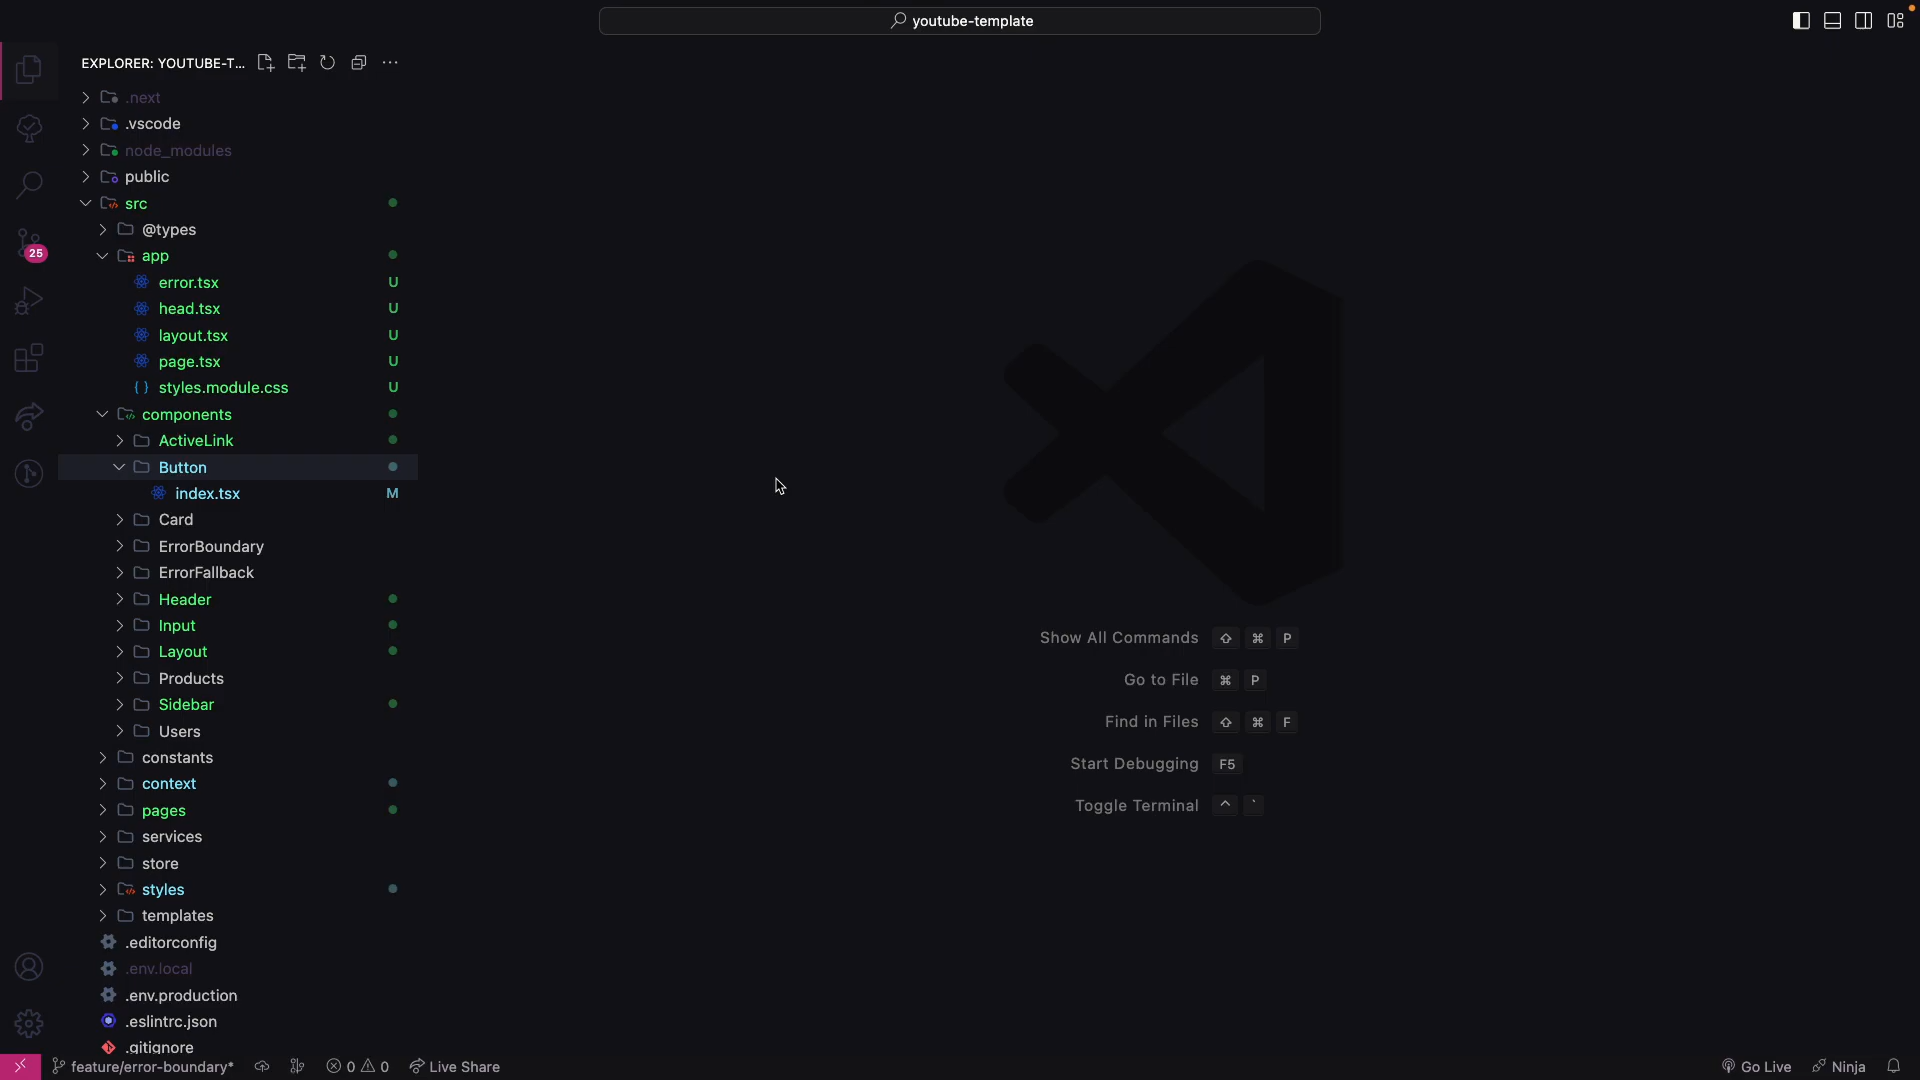 youtube-template
EXPLORER: YOUTUBE-T...
.next
.vscode
node_modules
public
src
@types
app
error.tsx U
head.tsx U
layout.tsx U
page.tsx U
{ } styles.module.css U
components
ActiveLink
Button
index.tsx M
Card
ErrorBoundary
ErrorFallback
Header
Input
Layout
Products
Sidebar
Users
constants
context
pages
services
store
styles
templates
.editorconfig
.env.local
.env.production
.eslintrc.json
.gitignore
25
Show All Commands ⇧ ⌘ P
Go to File ⌘ P
Find in Files ⇧ ⌘ F
Start Debugging F5
Toggle Terminal ^ `
feature/error-boundary* 0 0 Live Share Go Live Ninja